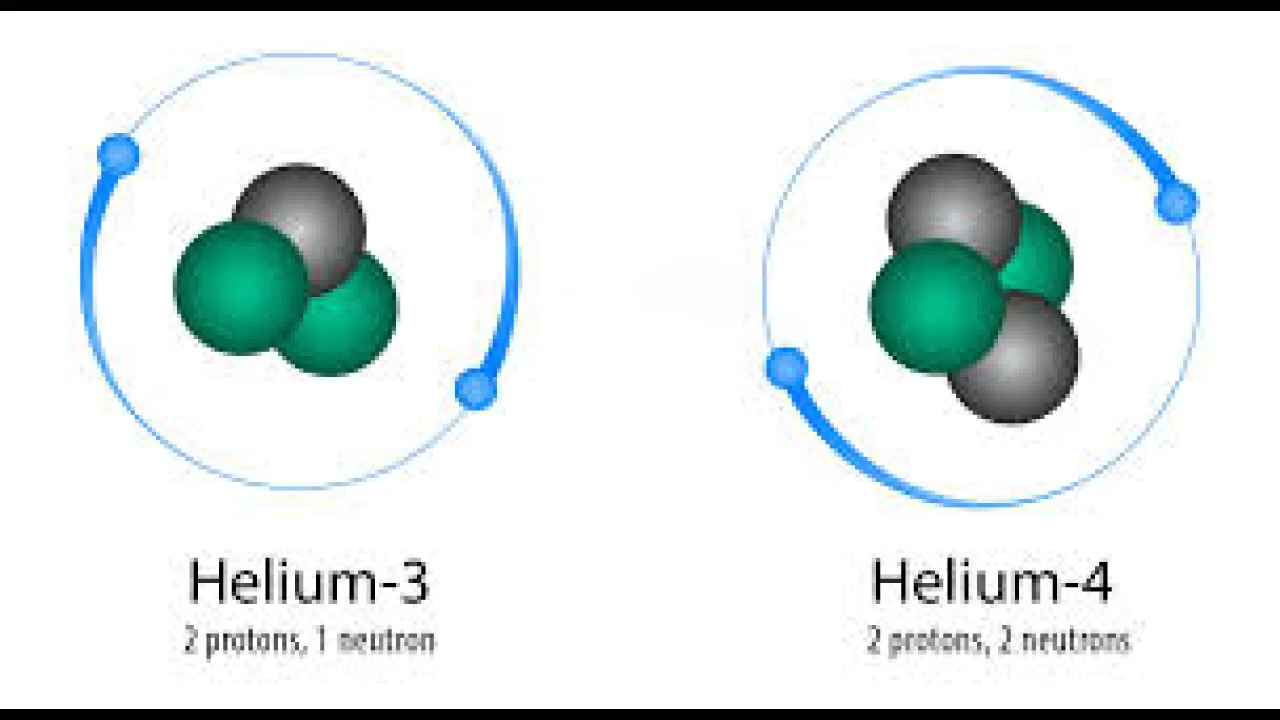 Helium-3
2 protons, 1 neutron
Helium-4
2 protons, 2 neutrons